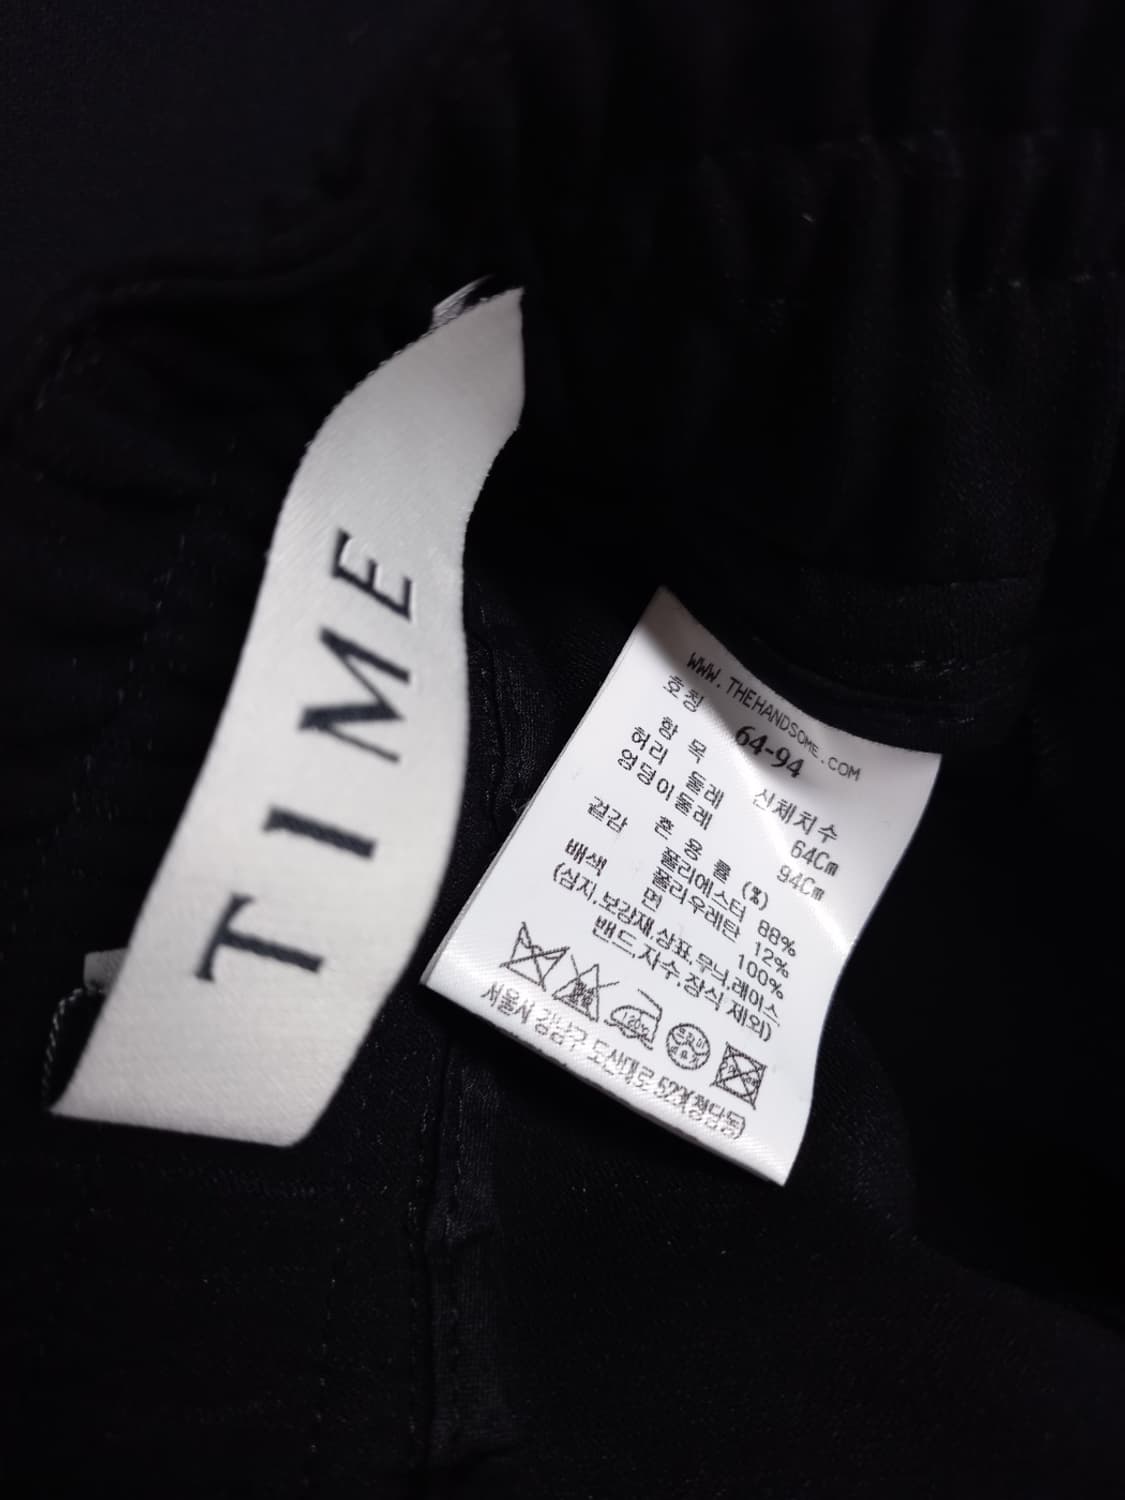 TIME
WWW.THEHANDSOME.COM
호칭 64-94
항 목 신체치수
허리 둘레 64Cm
엉덩이둘레 94Cm
혼 용 률 (%)
겉감 폴리에스터 88%
폴리우레탄 12%
배색 면 100%
(심지,보강재,상표,무늬,레이스,
밴드,자수,장식 제외)
120℃
서울시 강남구 도산대로 523(청담동)